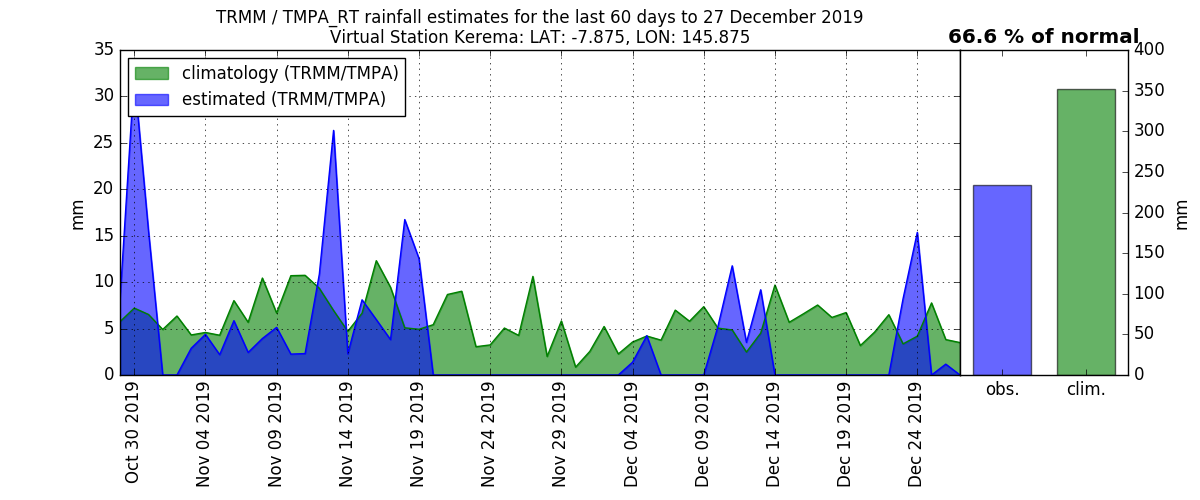 TRMM / TMPA_RT rainfall estimates for the last 60 days to 27 December 2019
Virtual Station Kerema: LAT: -7.875, LON: 145.875
66.6 % of normal
climatology (TRMM/TMPA)
estimated (TRMM/TMPA)
35
30
25
20
15
10
5
0
mm
Oct 30 2019
Nov 04 2019
Nov 09 2019
Nov 14 2019
Nov 19 2019
Nov 24 2019
Nov 29 2019
Dec 04 2019
Dec 09 2019
Dec 14 2019
Dec 19 2019
Dec 24 2019
obs.
clim.
400
350
300
250
200
150
100
50
0
mm